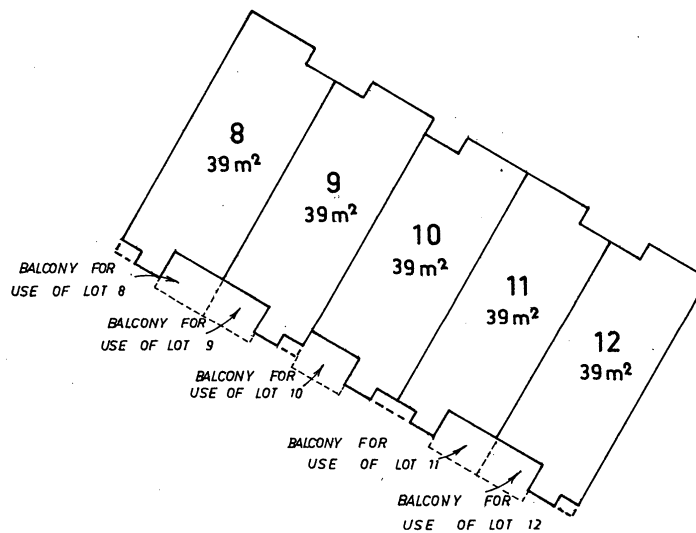 8
39 m²
9
39 m²
10
39 m²
11
39 m²
12
39 m²
BALCONY FOR
USE OF LOT 8
BALCONY FOR
USE OF LOT 9
BALCONY FOR
USE OF LOT 10
BALCONY FOR
USE OF LOT 11
BALCONY FOR
USE OF LOT 12